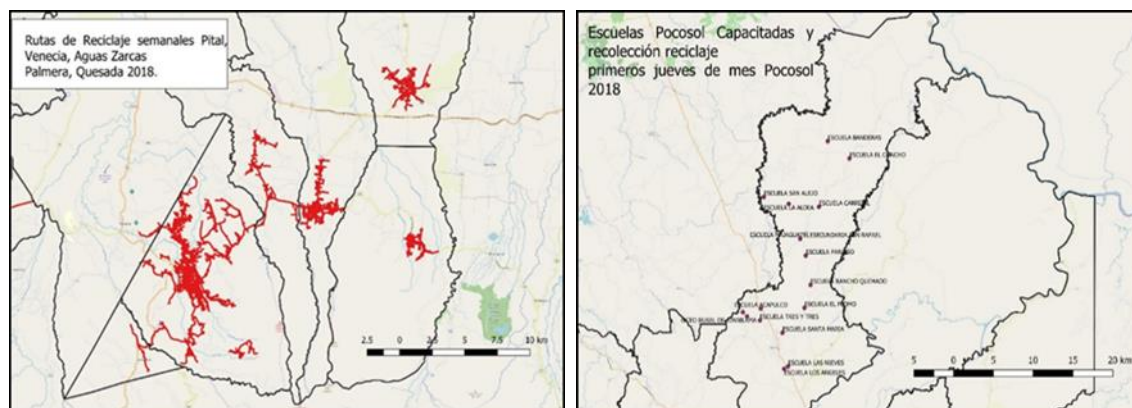 Rutas de Reciclaje semanales Pital,
Venecia, Aguas Zarcas
Palmera, Quesada 2018.
2.5 0 2.5 5 7.5 10 km
Escuelas Pocosol Capacitadas y
recolección reciclaje
primeros jueves de mes Pocosol
2018
ESCUELA BANDERAS
ESCUELA EL CONCHO
ESCUELA SAN ALEJO
ESCUELA LA ALDEA
ESCUELA
ESCUELA
ESCUELA
ESCUELA RANCHO QUEMADO
ESCUELA ACAPULCO
ESCUELA EL
ESCUELA TRES Y TRES
ESCUELA SANTA MARIA
ESCUELA LAS NIEVES
ESCUELA LOS ANGELES
5 0 5 10 15 20 km